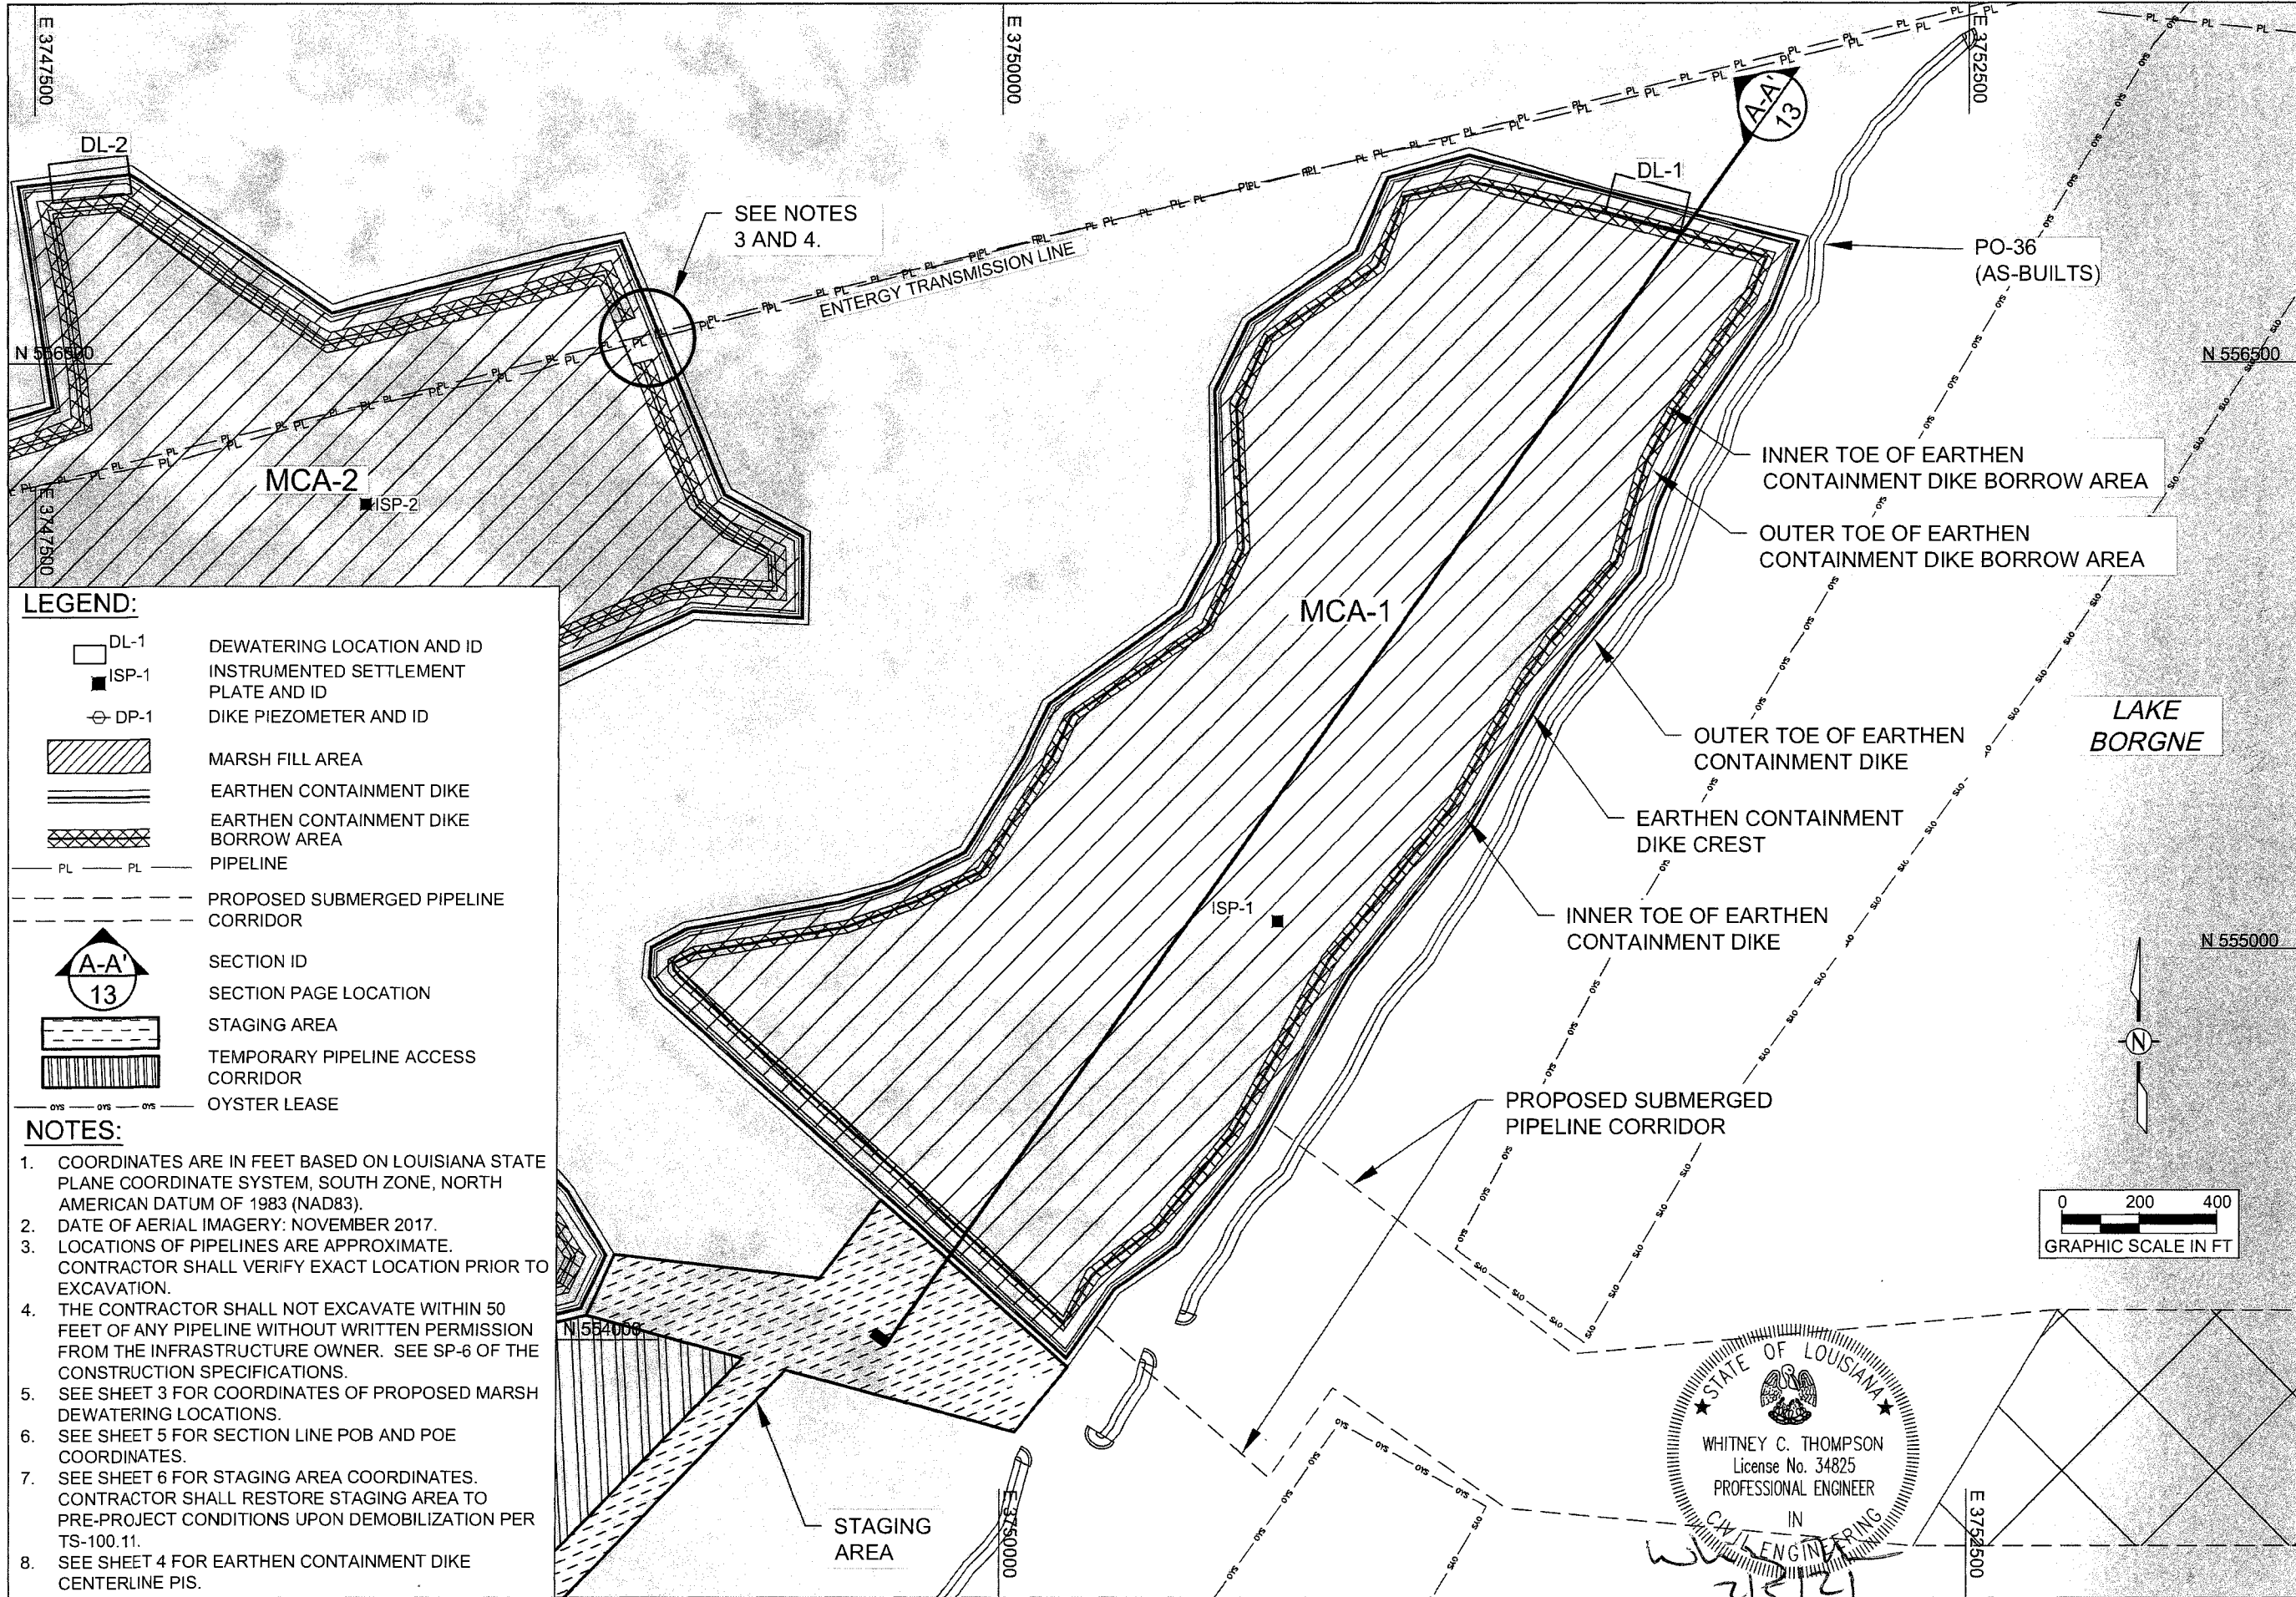 E 3747500
E 3750000
E 3752500
A-A'
13
DL-2
DL-1
SEE NOTES
3 AND 4.
ENTERGY TRANSMISSION LINE
PO-36
(AS-BUILTS)
N 556500
N 556500
INNER TOE OF EARTHEN
CONTAINMENT DIKE BORROW AREA
MCA-2
ISP-2
E 3747500
OUTER TOE OF EARTHEN
CONTAINMENT DIKE BORROW AREA
MCA-1
LAKE
BORGNE
OUTER TOE OF EARTHEN
CONTAINMENT DIKE
EARTHEN CONTAINMENT
DIKE CREST
ISP-1
INNER TOE OF EARTHEN
CONTAINMENT DIKE
N 555000
N
PROPOSED SUBMERGED
PIPELINE CORRIDOR
0 200 400
GRAPHIC SCALE IN FT
N 554000
STAGING
AREA
E 3750000
E 3752500
LEGEND:
DL-1 DEWATERING LOCATION AND ID
ISP-1 INSTRUMENTED SETTLEMENT
PLATE AND ID
DP-1 DIKE PIEZOMETER AND ID
MARSH FILL AREA
EARTHEN CONTAINMENT DIKE
EARTHEN CONTAINMENT DIKE
BORROW AREA
PL PL PIPELINE
PROPOSED SUBMERGED PIPELINE
CORRIDOR
A-A' SECTION ID
13 SECTION PAGE LOCATION
STAGING AREA
TEMPORARY PIPELINE ACCESS
CORRIDOR
OYS OYS OYS OYSTER LEASE
NOTES:
1. COORDINATES ARE IN FEET BASED ON LOUISIANA STATE
PLANE COORDINATE SYSTEM, SOUTH ZONE, NORTH
AMERICAN DATUM OF 1983 (NAD83).
2. DATE OF AERIAL IMAGERY: NOVEMBER 2017.
3. LOCATIONS OF PIPELINES ARE APPROXIMATE.
CONTRACTOR SHALL VERIFY EXACT LOCATION PRIOR TO
EXCAVATION.
4. THE CONTRACTOR SHALL NOT EXCAVATE WITHIN 50
FEET OF ANY PIPELINE WITHOUT WRITTEN PERMISSION
FROM THE INFRASTRUCTURE OWNER. SEE SP-6 OF THE
CONSTRUCTION SPECIFICATIONS.
5. SEE SHEET 3 FOR COORDINATES OF PROPOSED MARSH
DEWATERING LOCATIONS.
6. SEE SHEET 5 FOR SECTION LINE POB AND POE
COORDINATES.
7. SEE SHEET 6 FOR STAGING AREA COORDINATES.
CONTRACTOR SHALL RESTORE STAGING AREA TO
PRE-PROJECT CONDITIONS UPON DEMOBILIZATION PER
TS-100.11.
8. SEE SHEET 4 FOR EARTHEN CONTAINMENT DIKE
CENTERLINE PIS.
STATE OF LOUISIANA
WHITNEY C. THOMPSON
License No. 34825
PROFESSIONAL ENGINEER
IN
CIVIL ENGINEERING